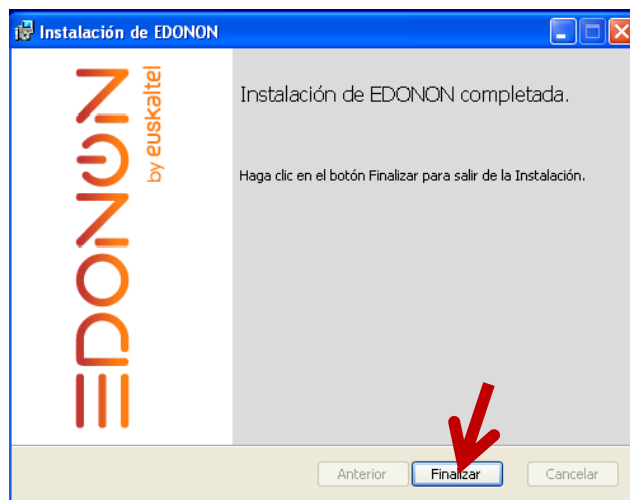 Instalación de EDONON
EDONON
by euskaltel
Instalación de EDONON completada.
Haga clic en el botón Finalizar para salir de la Instalación.
Anterior
Finalizar
Cancelar